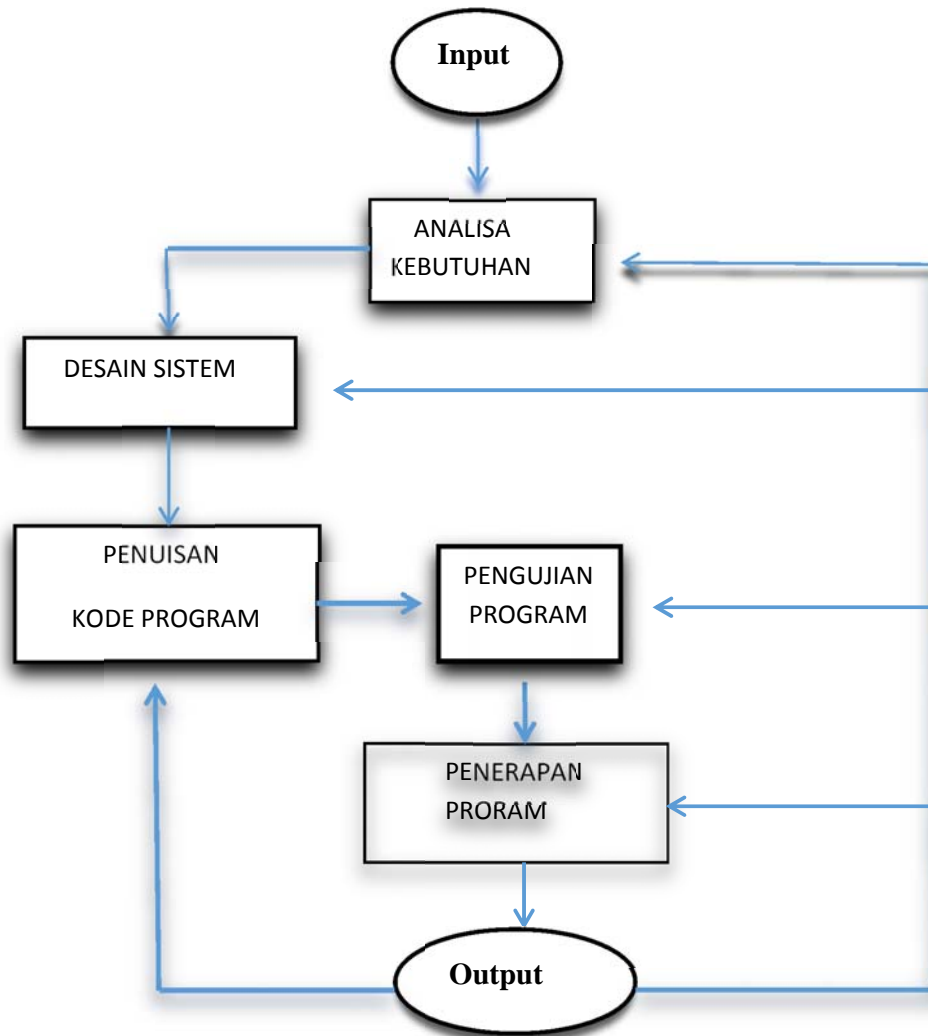 Input
ANALISA
KEBUTUHAN
DESAIN SISTEM
PENUISAN
KODE PROGRAM
PENGUJIAN
PROGRAM
PENERAPAN
PRORAM
Output